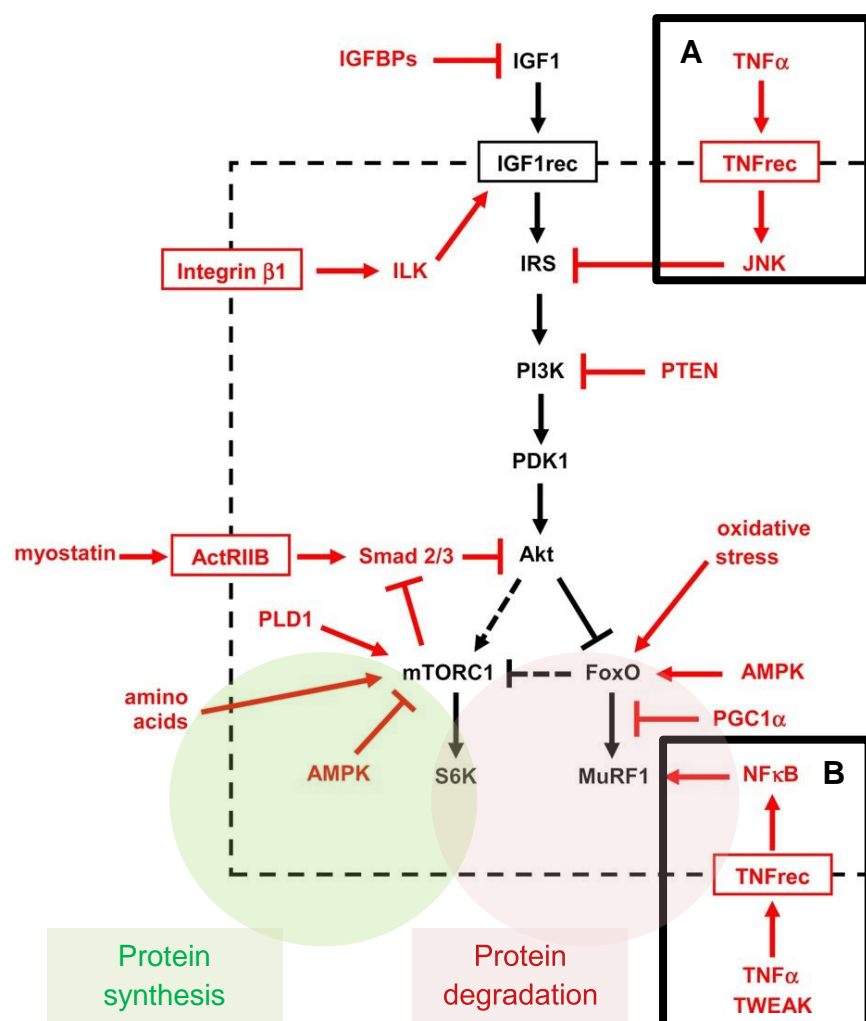 A
TNFα
IGFBPs
IGF1
IGF1rec
TNFrec
Integrin β1
ILK
IRS
JNK
PI3K
PTEN
PDK1
oxidative
stress
myostatin
ActRIIB
Smad 2/3
Akt
PLD1
mTORC1
FoxO
AMPK
amino
acids
PGC1α
AMPK
S6K
MuRF1
NFκB
B
TNFrec
Protein
synthesis
Protein
degradation
TNFα
TWEAK